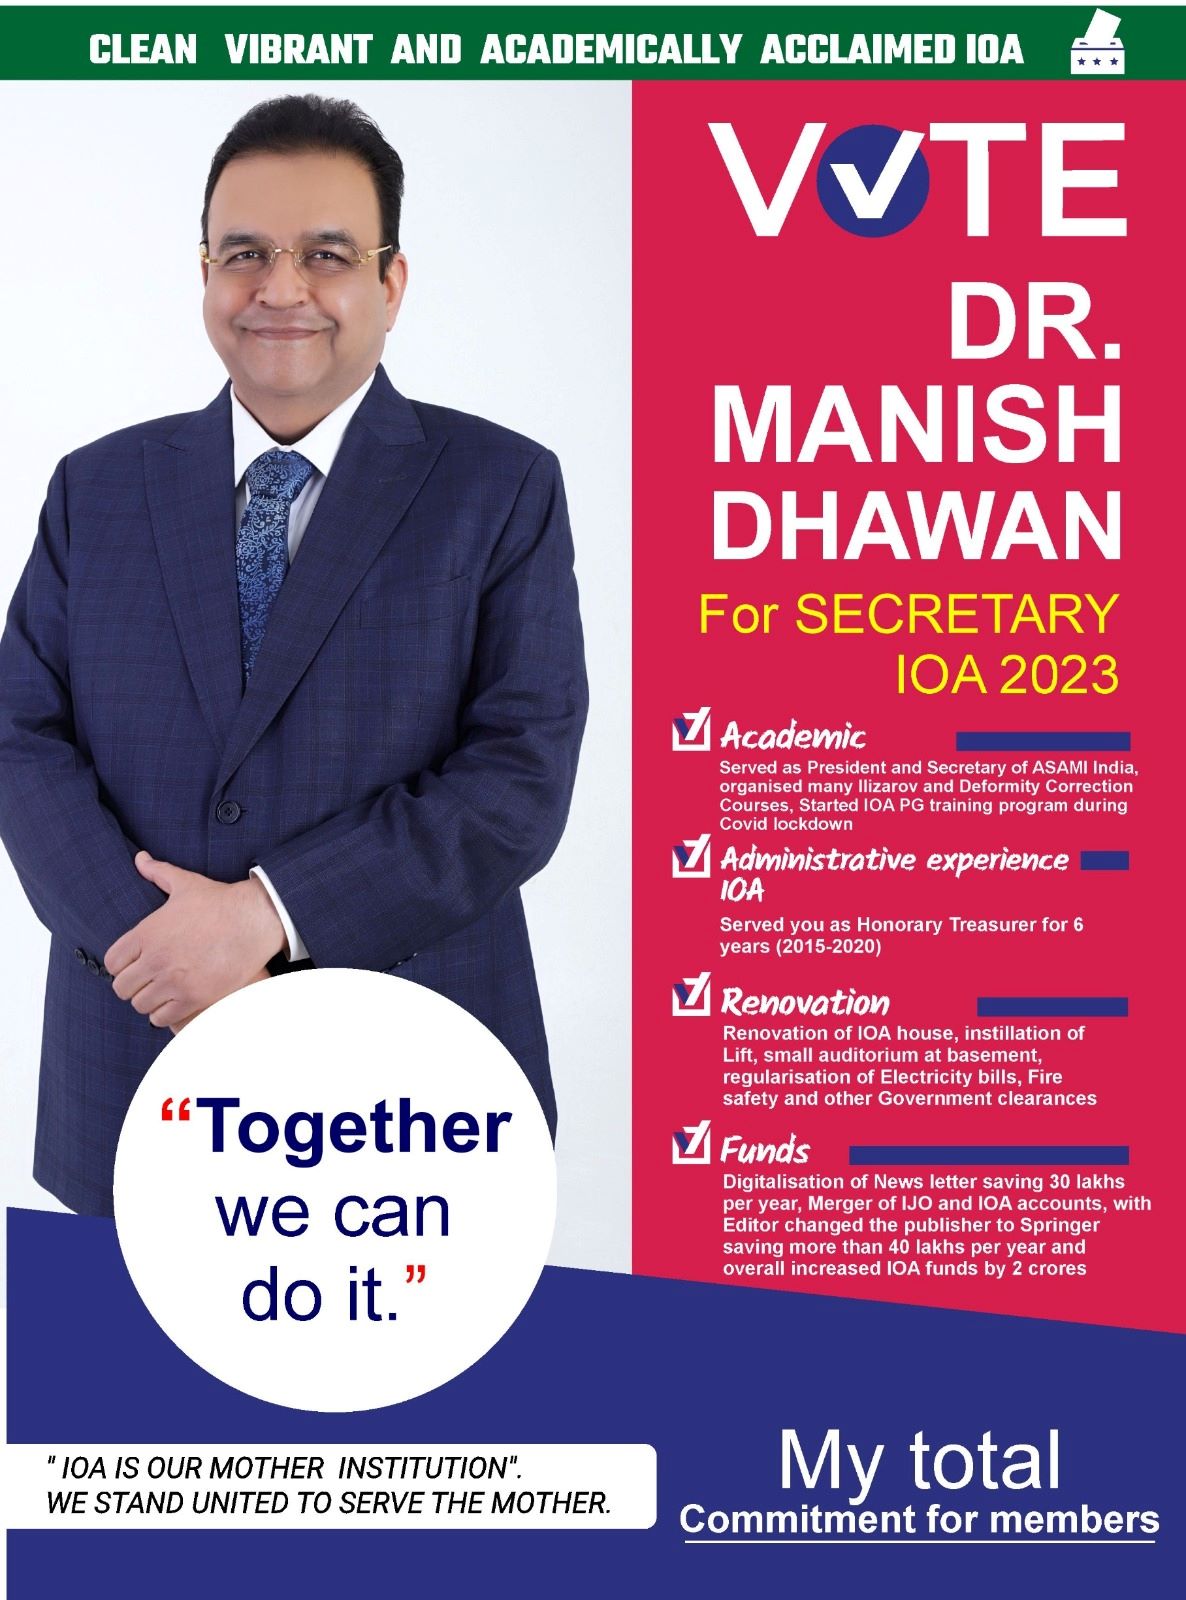 CLEAN VIBRANT AND ACADEMICALLY ACCLAIMED IOA
VOTE
DR.
MANISH
DHAWAN
For SECRETARY
IOA 2023
Academic
Served as President and Secretary of ASAMI India,
organised many Ilizarov and Deformity Correction
Courses, Started IOA PG training program during
Covid lockdown
Administrative experience
IOA
Served you as Honorary Treasurer for 6
years (2015-2020)
Renovation
Renovation of IOA house, instillation of
Lift, small auditorium at basement,
regularisation of Electricity bills, Fire
safety and other Government clearances
Funds
Digitalisation of News letter saving 30 lakhs
per year, Merger of IJO and IOA accounts, with
Editor changed the publisher to Springer
saving more than 40 lakhs per year and
overall increased IOA funds by 2 crores
“Together
we can
do it.”
" IOA IS OUR MOTHER INSTITUTION".
WE STAND UNITED TO SERVE THE MOTHER.
My total
Commitment for members